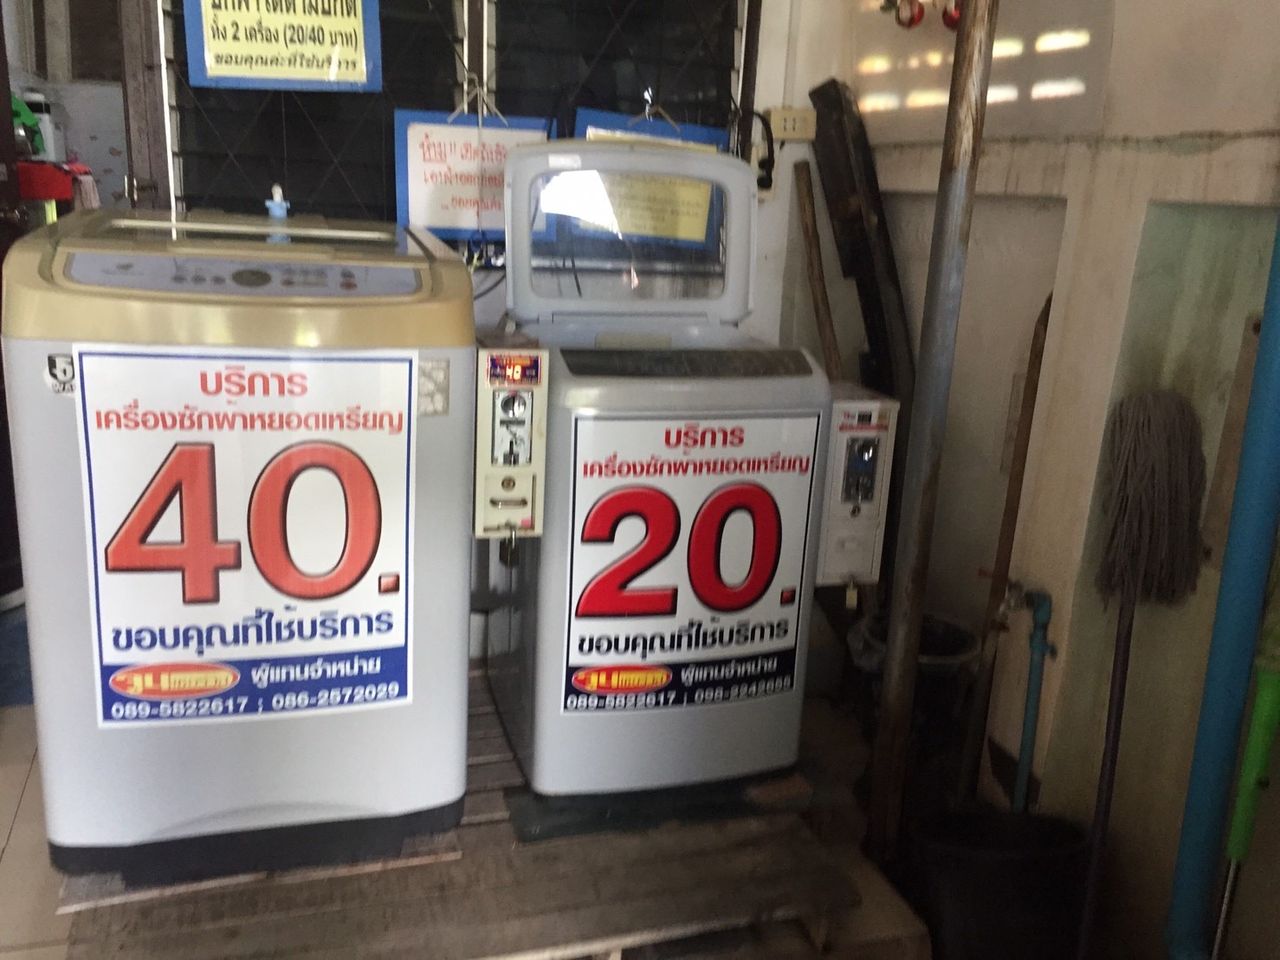 ทั้ง 2 เครื่อง (20/40 บาท)
ขอบคุณค่ะที่ใช้บริการ
ห้าม!!
บริการ
เครื่องซักผ้าหยอดเหรียญ
40.
ขอบคุณที่ใช้บริการ
ผู้แทนจำหน่าย
089-5822617 ; 086-2572029
48
บริการ
เครื่องซักผ้าหยอดเหรียญ
20.
ขอบคุณที่ใช้บริการ
ผู้แทนจำหน่าย
089-5822617